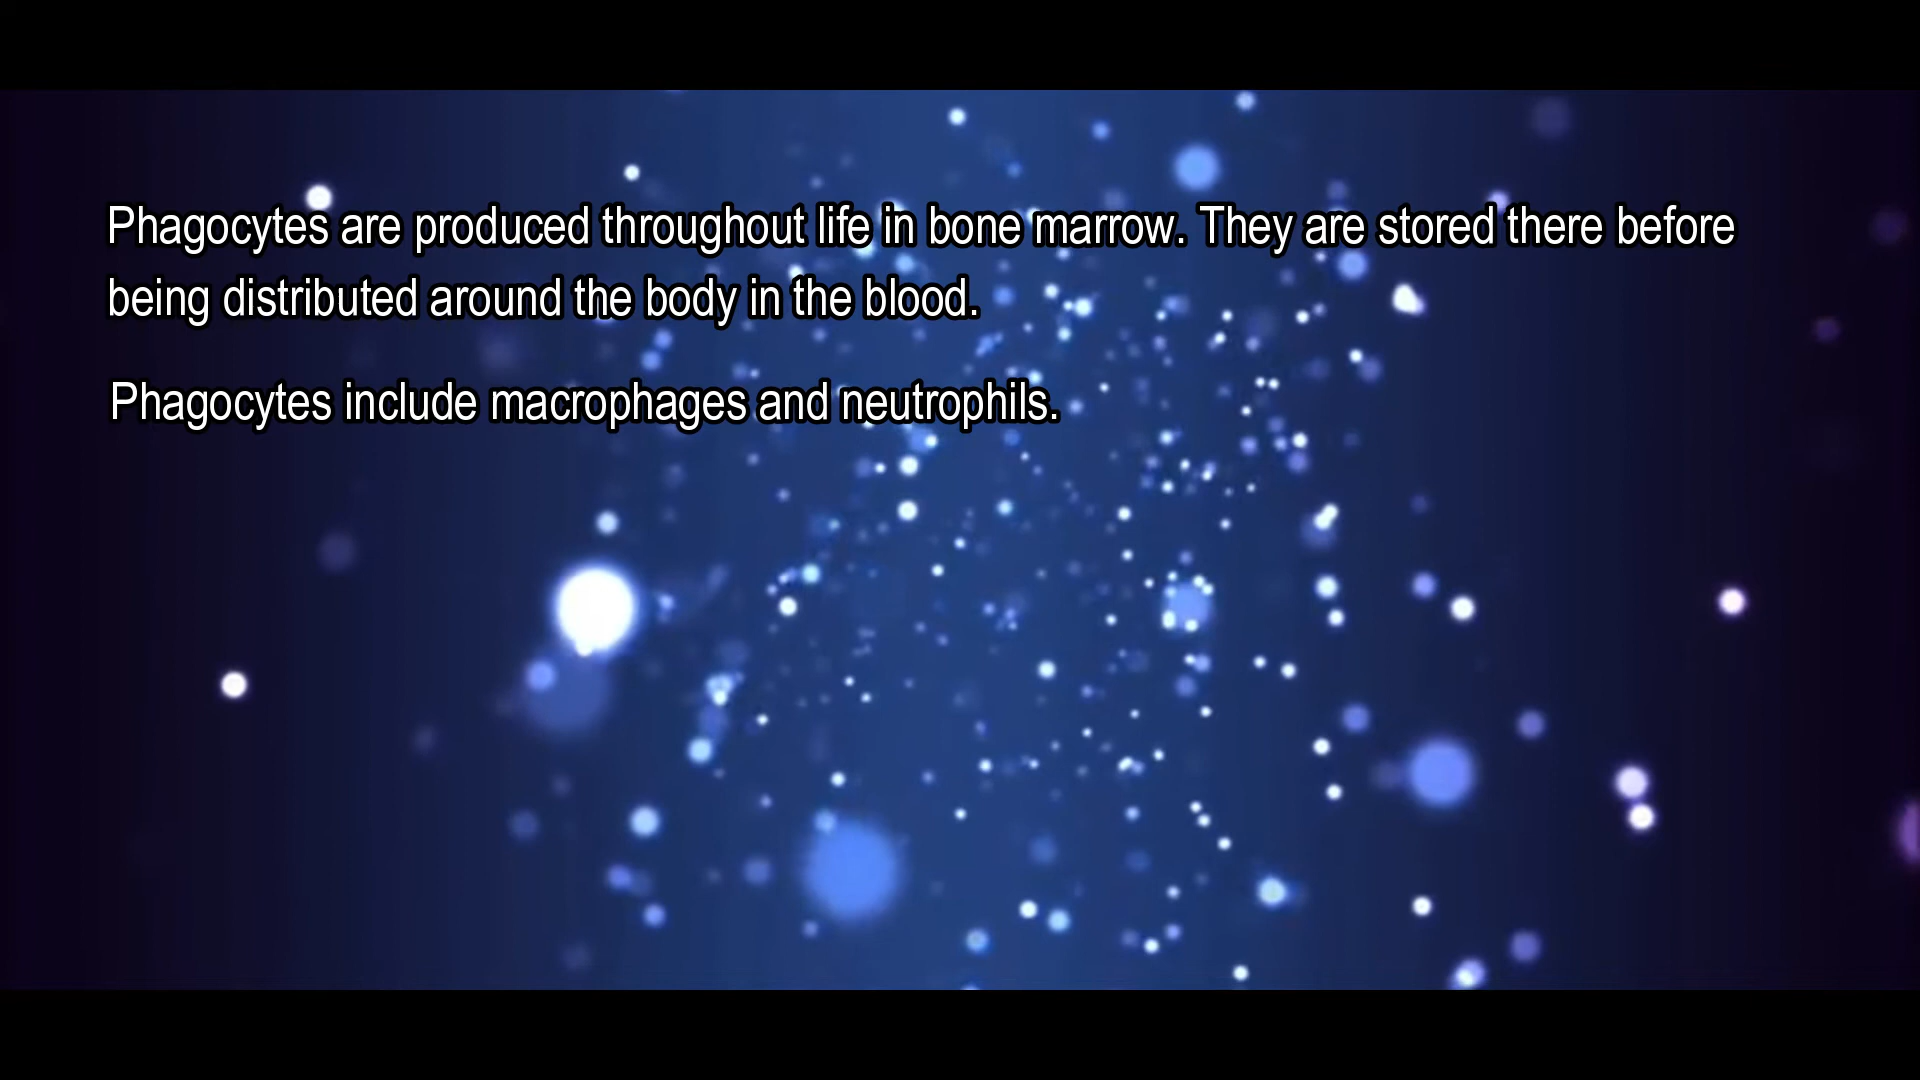 Phagocytes are produced throughout life in bone marrow. They are stored there before
being distributed around the body in the blood.
Phagocytes include macrophages and neutrophils.